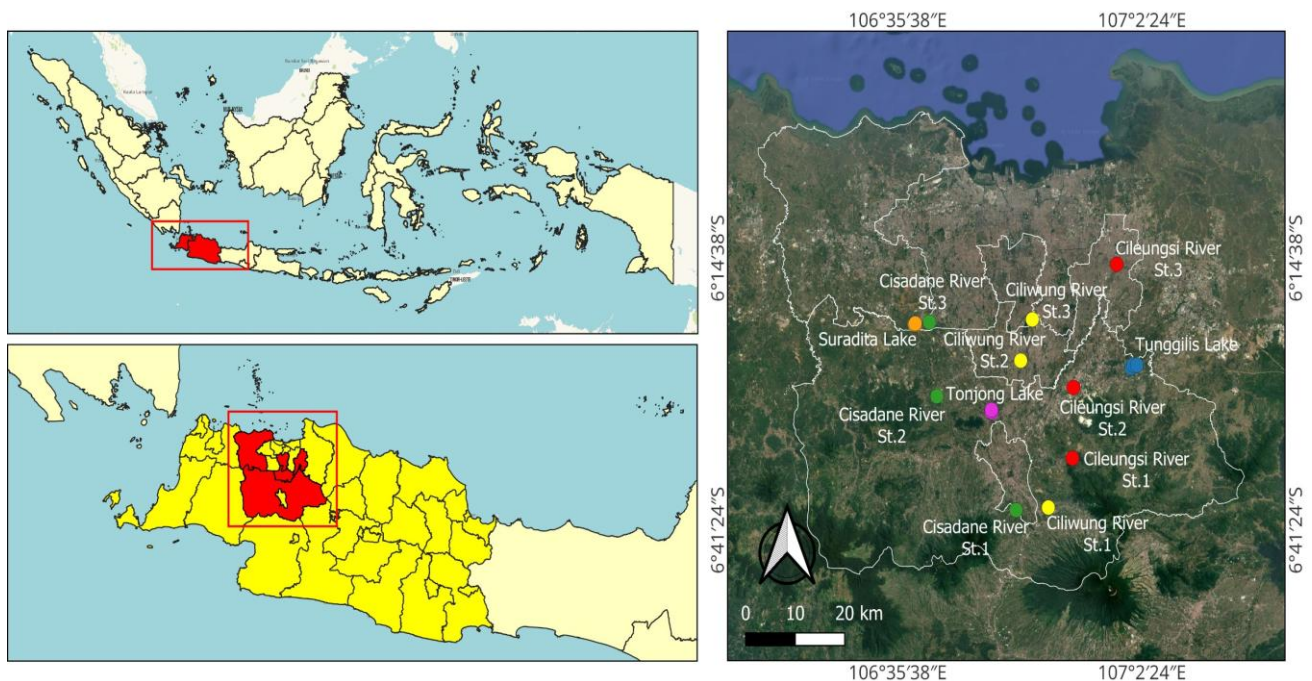 106°35′38″E
107°2′24″E
6°14′38″S
6°14′38″S
Cileungsi River
St.3
Cisadane River
St.3
Ciliwung River
St.3
Suradita Lake
Ciliwung River
St.2
Tunggilis Lake
Tonjong Lake
Cisadane River
St.2
Cileungsi River
St.2
Cileungsi River
St.1
6°41′24″S
6°41′24″S
Cisadane River
St.1
Ciliwung River
St.1
0 10 20 km
106°35′38″E
107°2′24″E